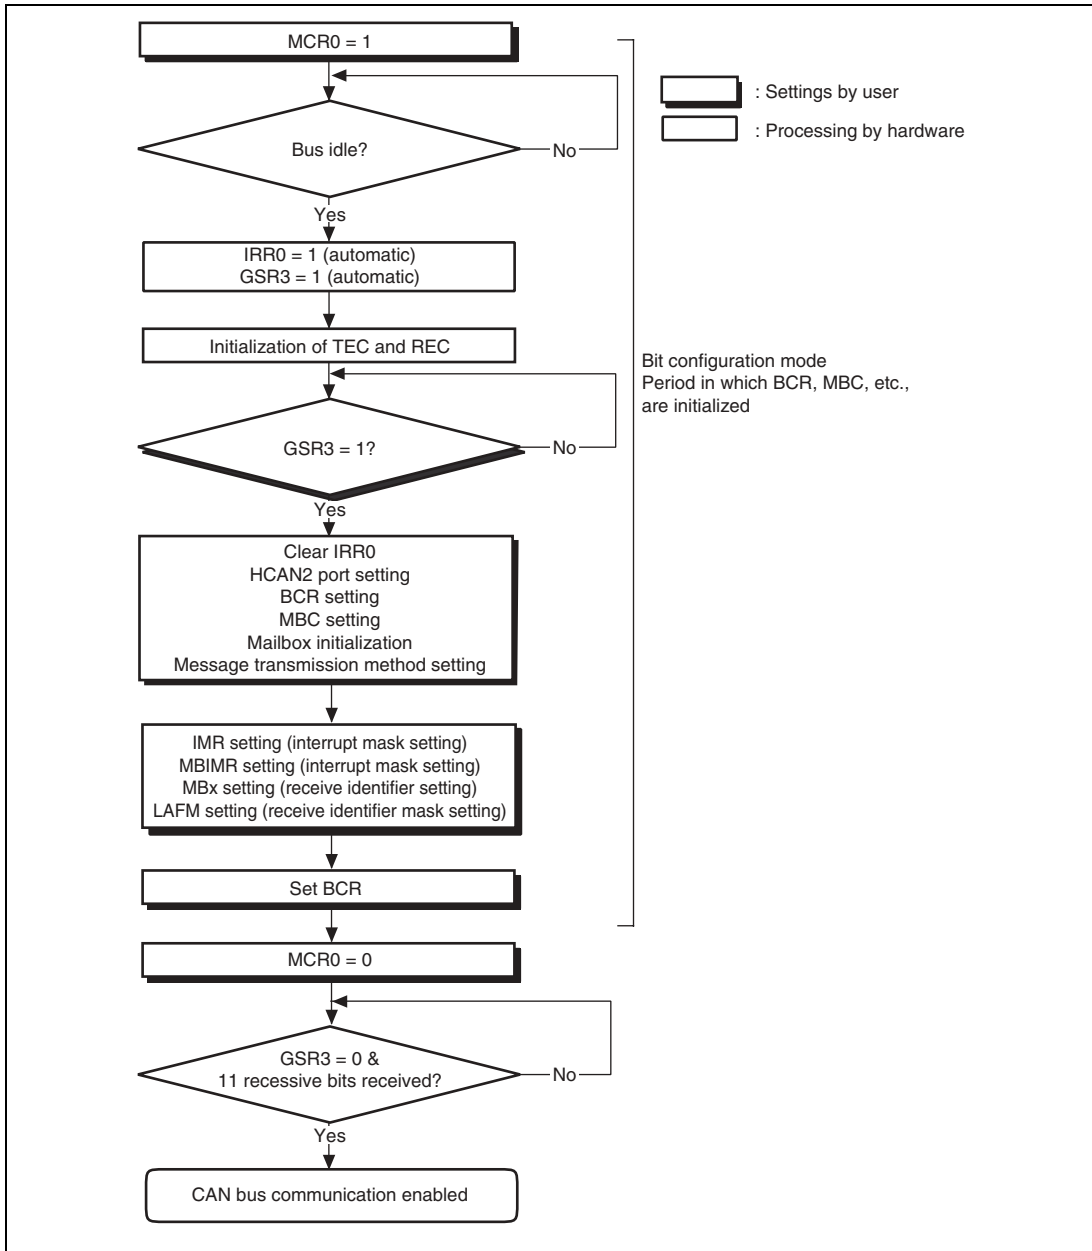 MCR0 = 1
: Settings by user
: Processing by hardware
Bus idle?
No
Yes
IRR0 = 1 (automatic)
GSR3 = 1 (automatic)
Initialization of TEC and REC
Bit configuration mode
Period in which BCR, MBC, etc.,
are initialized
GSR3 = 1?
No
Yes
Clear IRR0
HCAN2 port setting
BCR setting
MBC setting
Mailbox initialization
Message transmission method setting
IMR setting (interrupt mask setting)
MBIMR setting (interrupt mask setting)
MBx setting (receive identifier setting)
LAFM setting (receive identifier mask setting)
Set BCR
MCR0 = 0
GSR3 = 0 &
11 recessive bits received?
No
Yes
CAN bus communication enabled